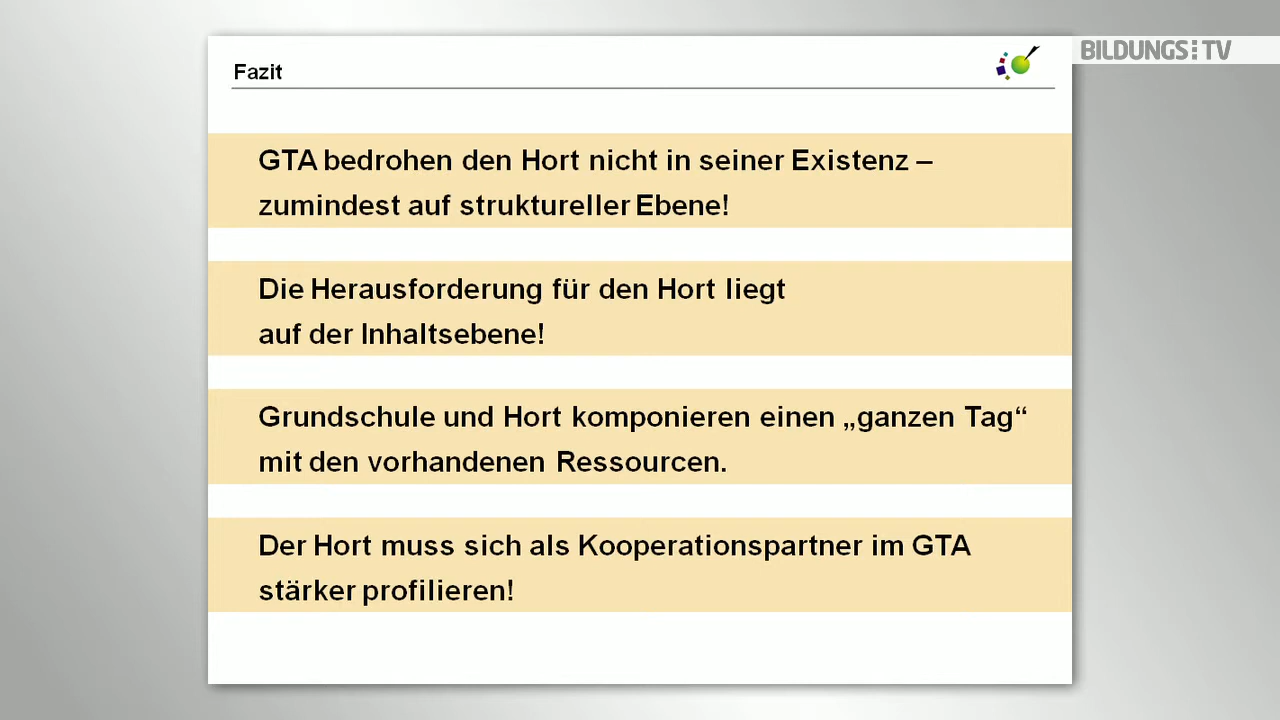 BILDUNGS TV
Fazit
GTA bedrohen den Hort nicht in seiner Existenz –
zumindest auf struktureller Ebene!
Die Herausforderung für den Hort liegt
auf der Inhaltsebene!
Grundschule und Hort komponieren einen „ganzen Tag“
mit den vorhandenen Ressourcen.
Der Hort muss sich als Kooperationspartner im GTA
stärker profilieren!